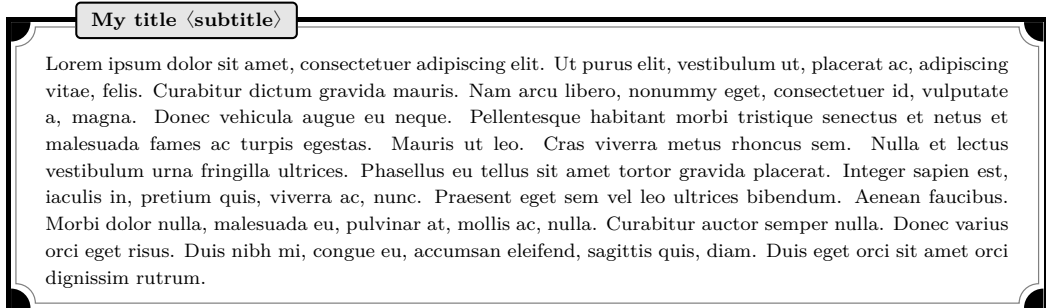 My title ⟨subtitle⟩
Lorem ipsum dolor sit amet, consectetuer adipiscing elit. Ut purus elit, vestibulum ut, placerat ac, adipiscing
vitae, felis. Curabitur dictum gravida mauris. Nam arcu libero, nonummy eget, consectetuer id, vulputate
a, magna. Donec vehicula augue eu neque. Pellentesque habitant morbi tristique senectus et netus et
malesuada fames ac turpis egestas. Mauris ut leo. Cras viverra metus rhoncus sem. Nulla et lectus
vestibulum urna fringilla ultrices. Phasellus eu tellus sit amet tortor gravida placerat. Integer sapien est,
iaculis in, pretium quis, viverra ac, nunc. Praesent eget sem vel leo ultrices bibendum. Aenean faucibus.
Morbi dolor nulla, malesuada eu, pulvinar at, mollis ac, nulla. Curabitur auctor semper nulla. Donec varius
orci eget risus. Duis nibh mi, congue eu, accumsan eleifend, sagittis quis, diam. Duis eget orci sit amet orci
dignissim rutrum.